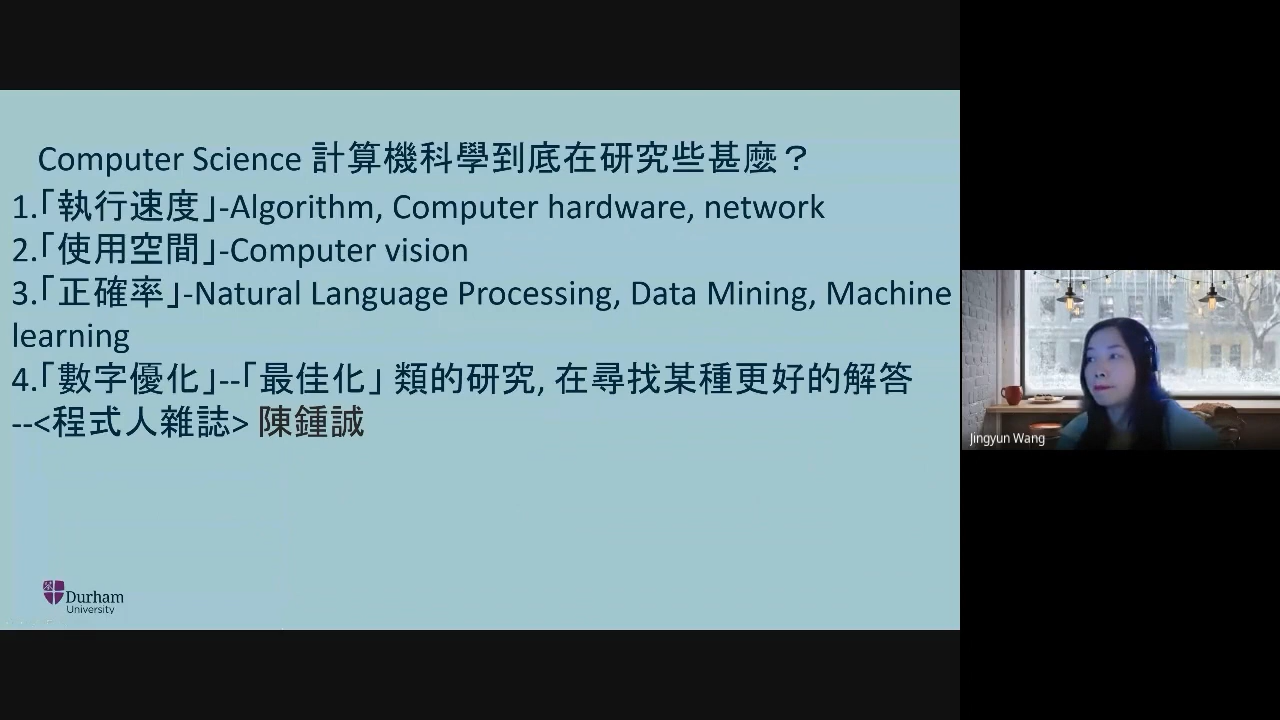 Computer Science 計算機科學到底在研究些甚麼？
1.「執行速度」-Algorithm, Computer hardware, network
2.「使用空間」-Computer vision
3.「正確率」-Natural Language Processing, Data Mining, Machine
learning
4.「數字優化」--「最佳化」類的研究, 在尋找某種更好的解答
--<程式人雜誌> 陳鍾誠
Jingyun Wang
Durham
University